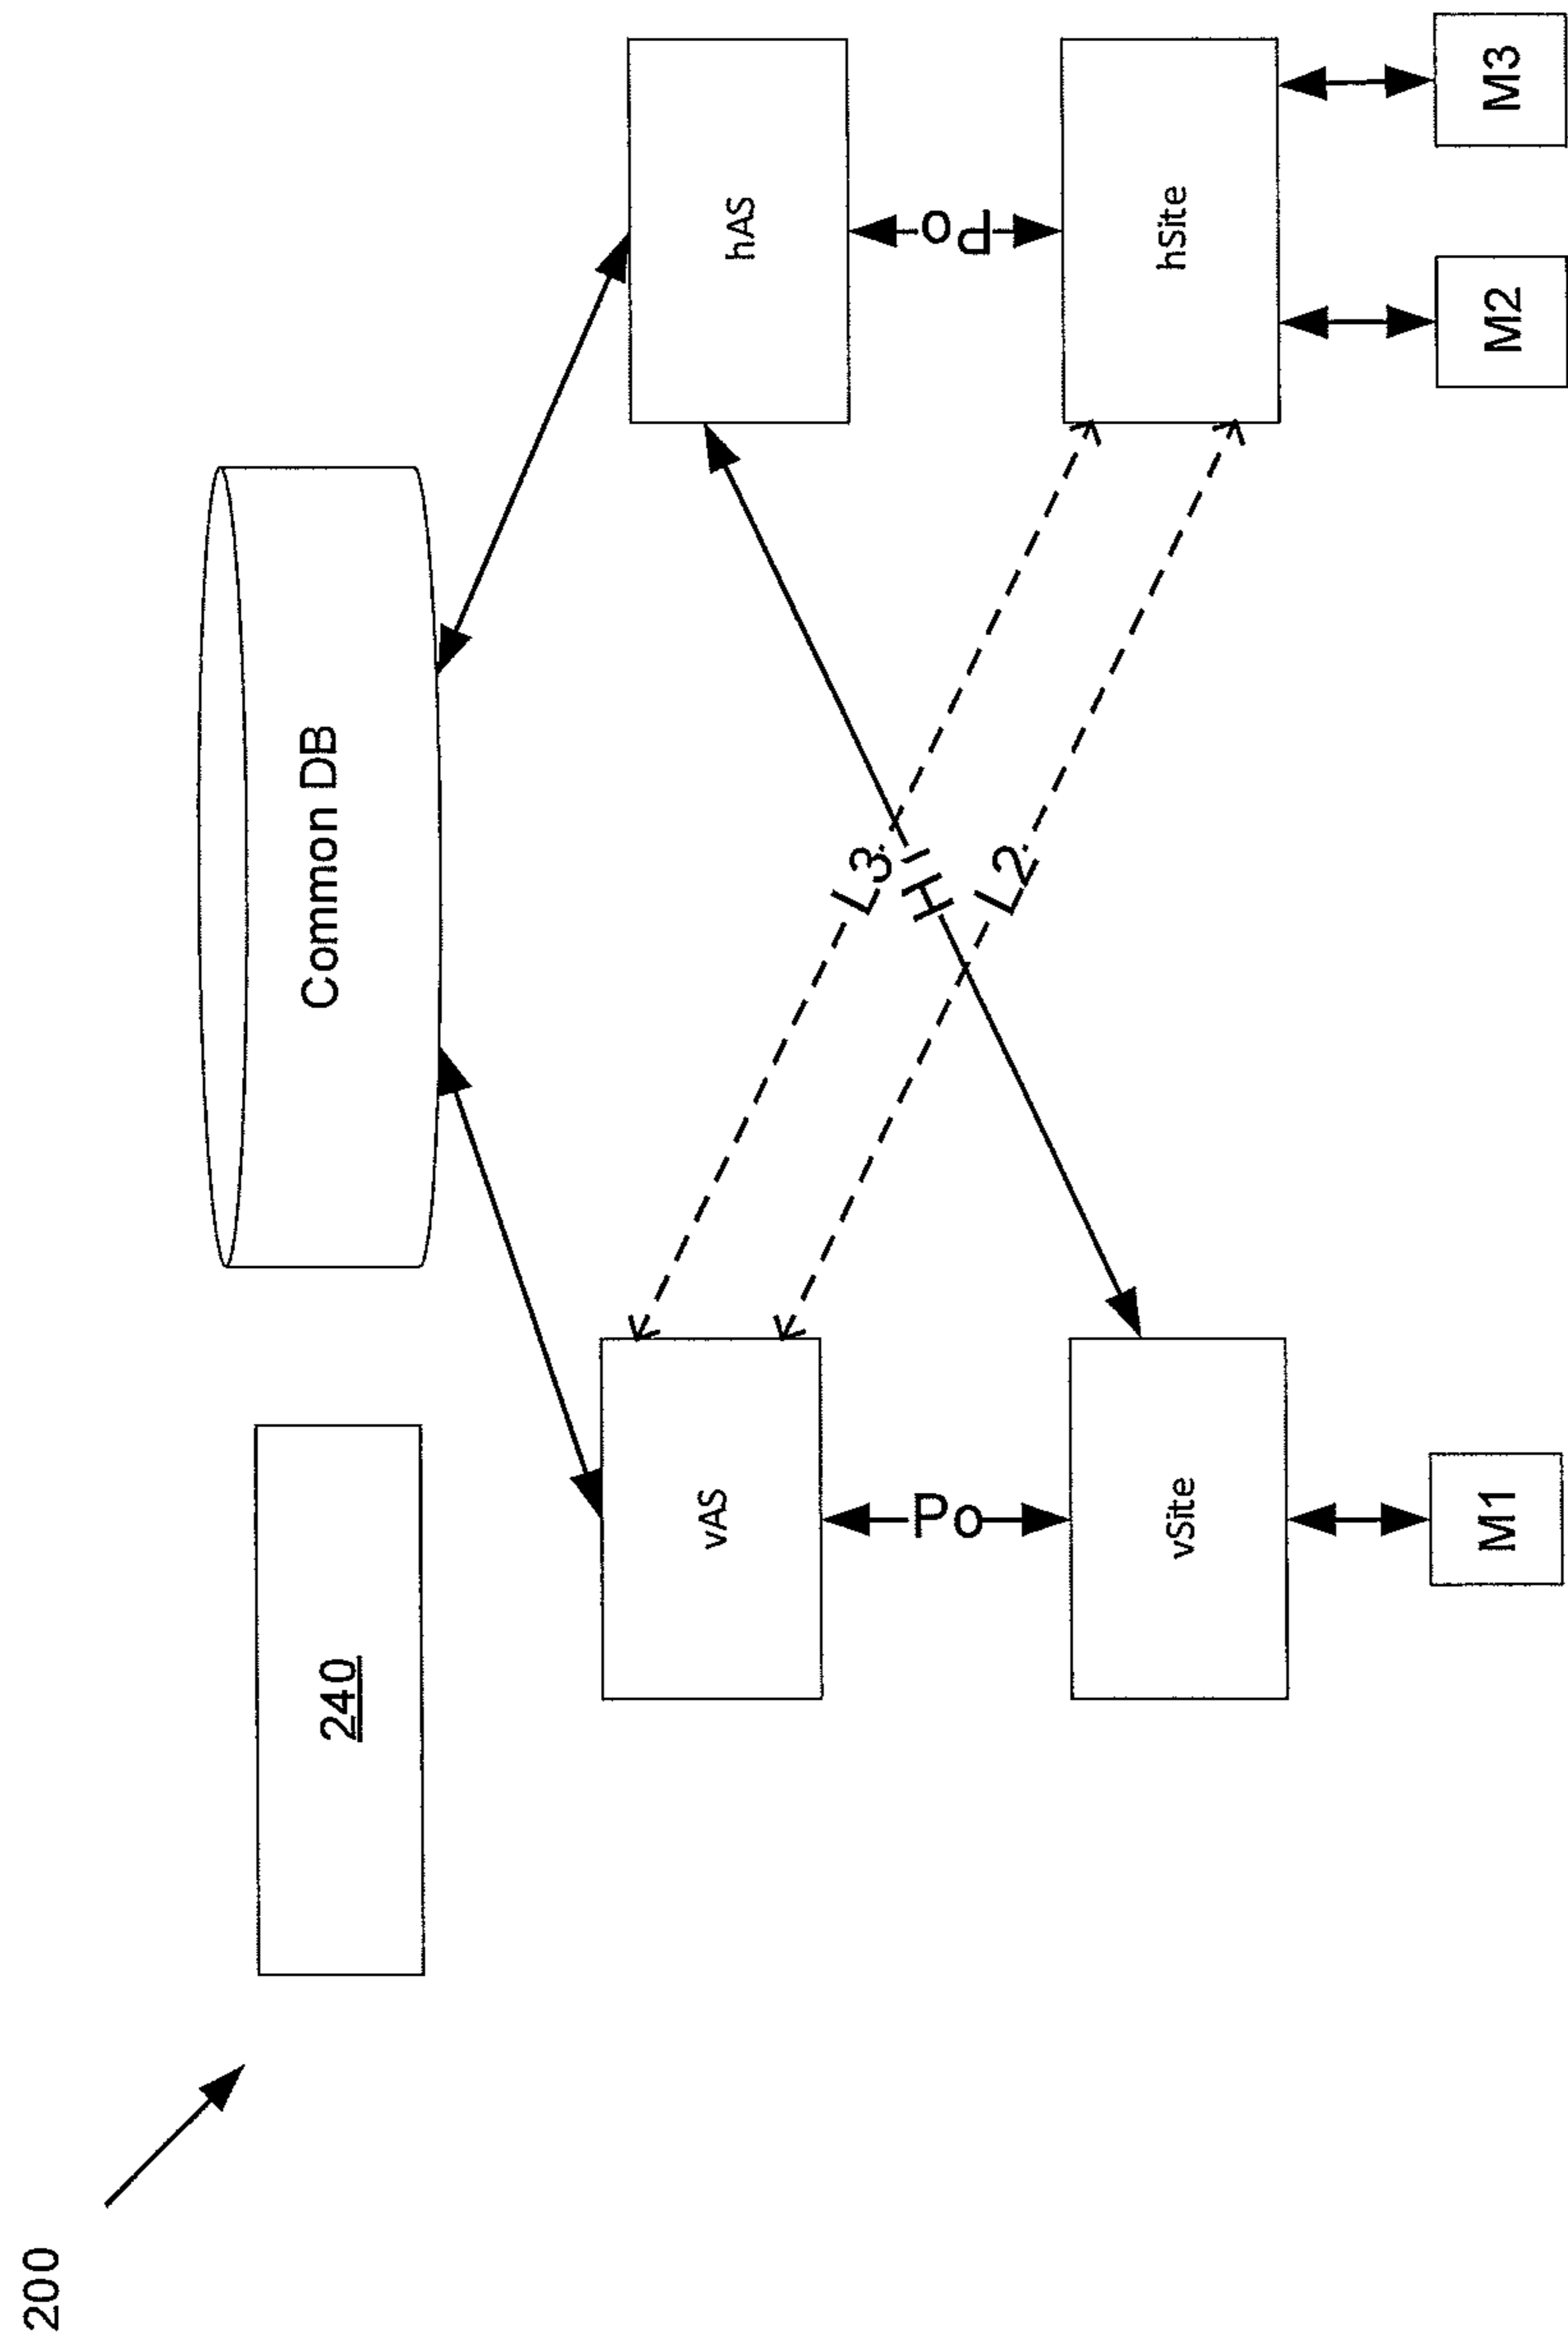 200
240
Common DB
vAS
hAS
L3
L2
Po
Po
vSite
hSite
M1
M2
M3